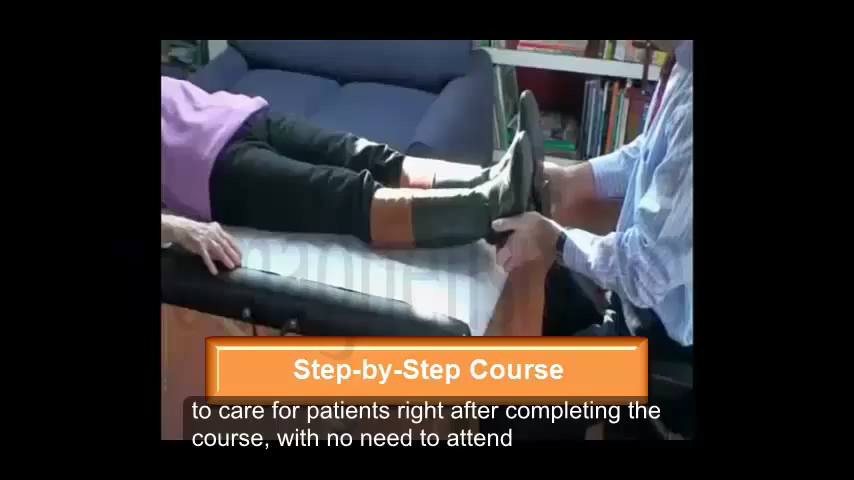 Step-by-Step Course
to care for patients right after completing the
course, with no need to attend